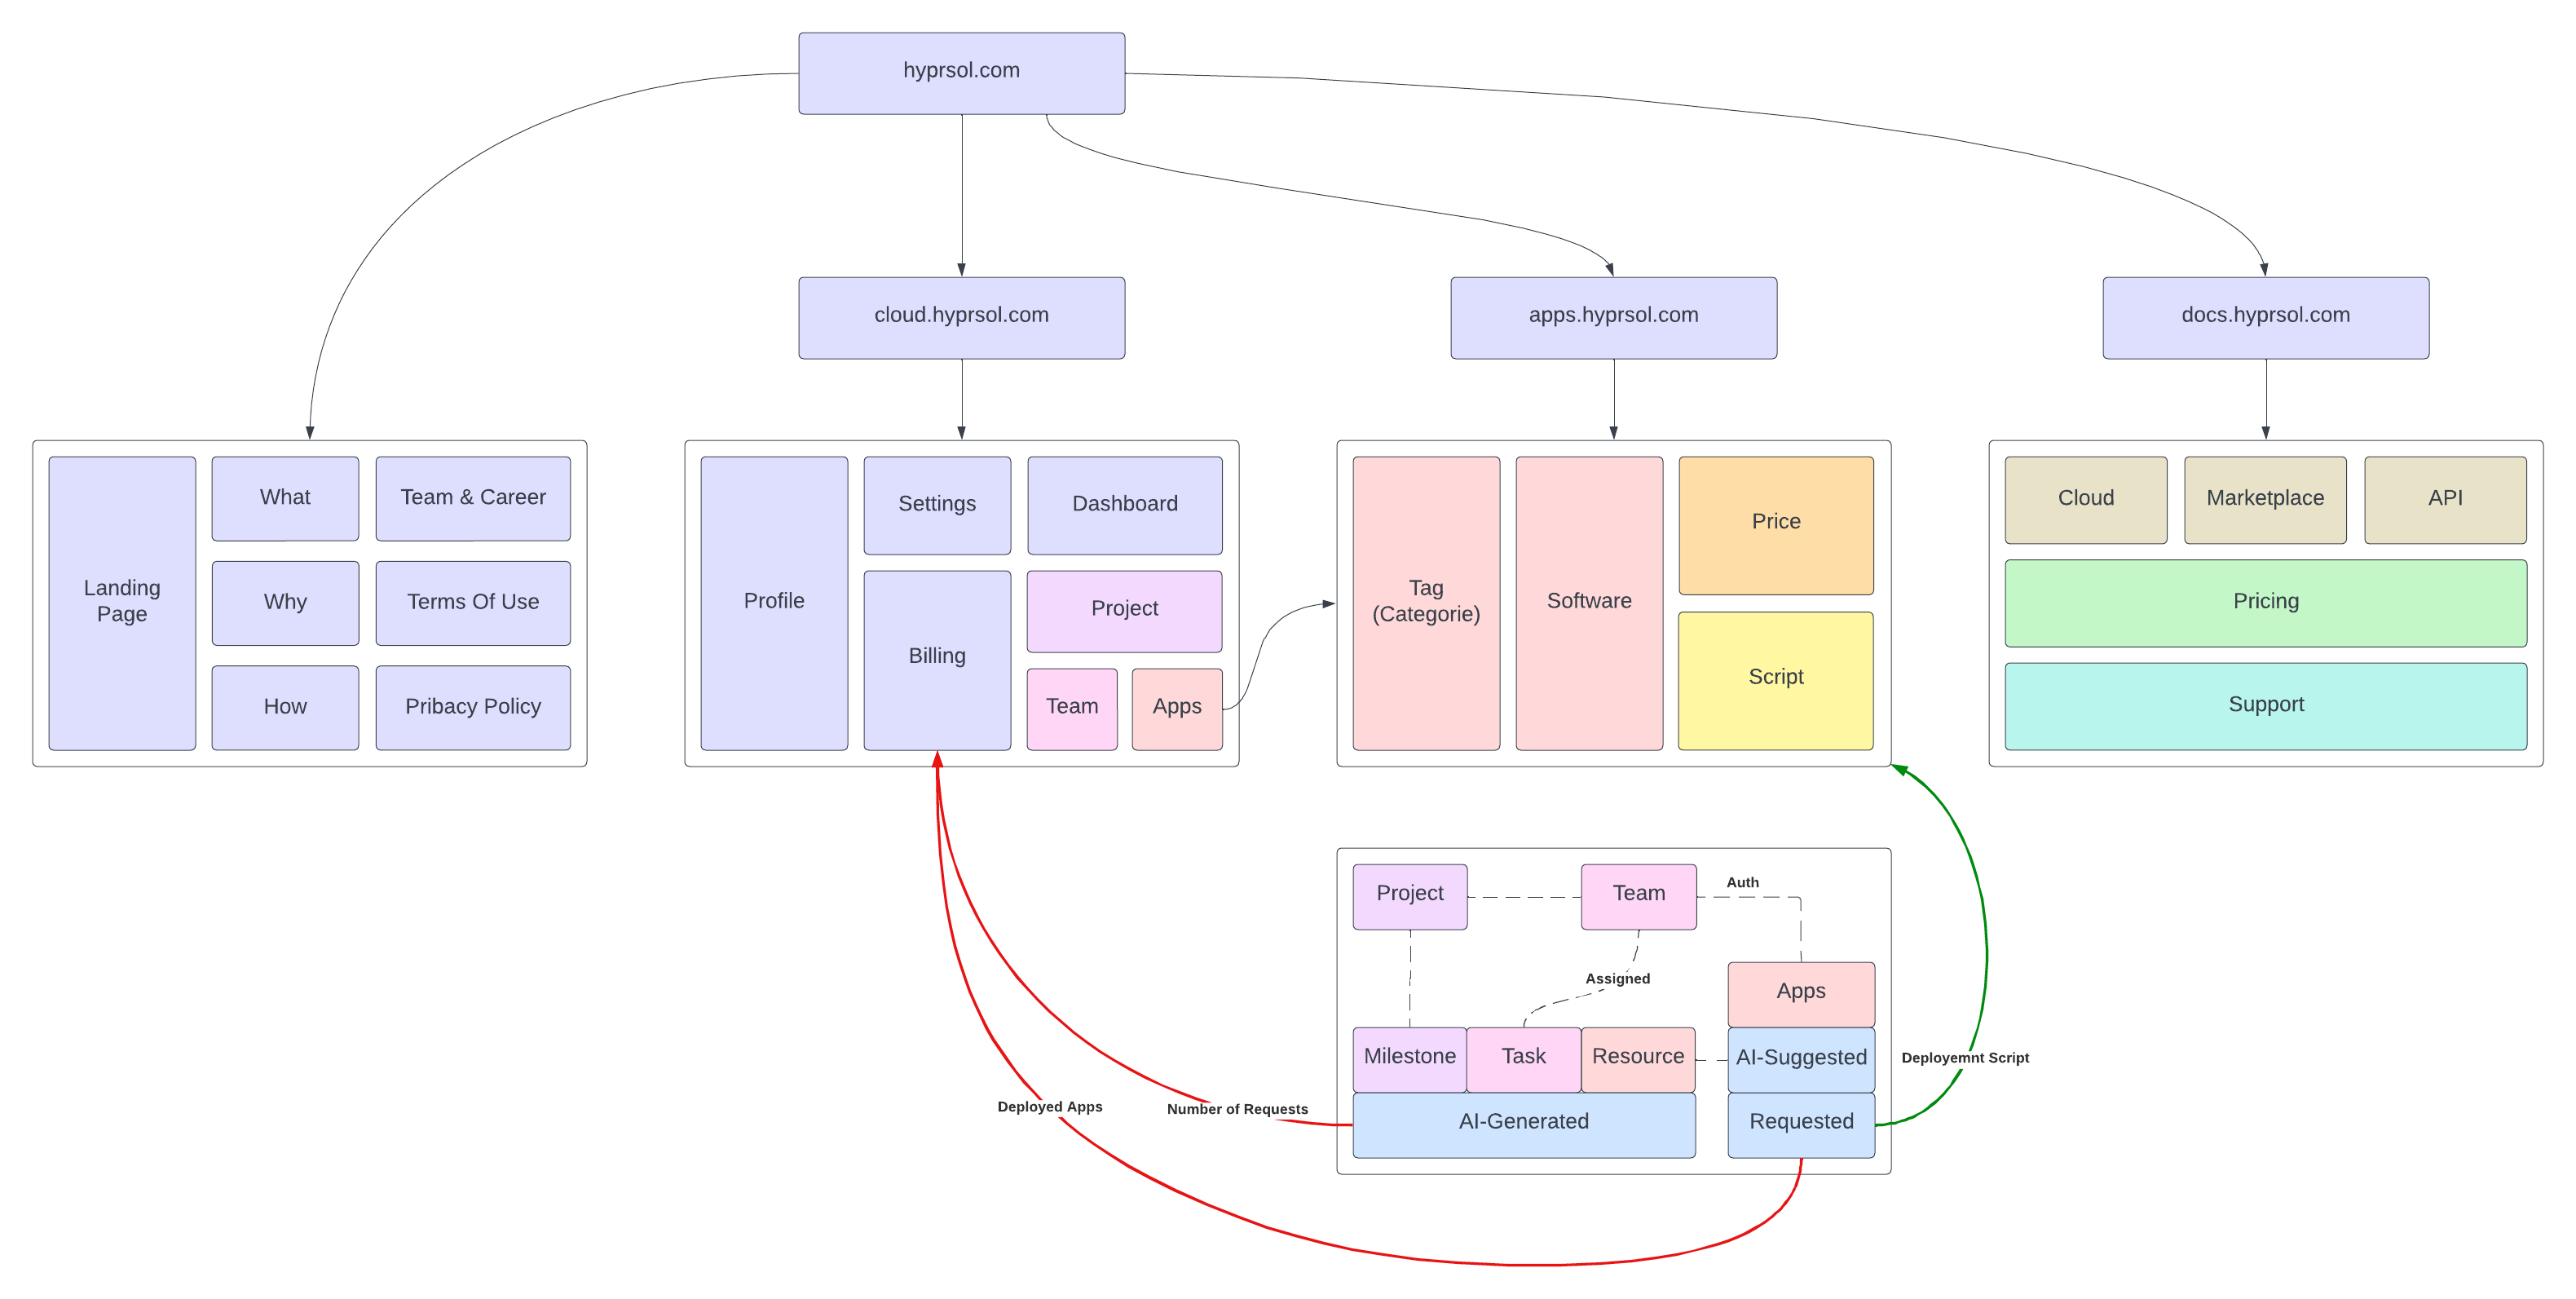 hyprsol.com
cloud.hyprsol.com
apps.hyprsol.com
docs.hyprsol.com
Landing
Page
What
Team & Career
Why
Terms Of Use
How
Pribacy Policy
Profile
Settings
Dashboard
Billing
Project
Team
Apps
Tag
(Categorie)
Software
Price
Script
Cloud
Marketplace
API
Pricing
Support
Project
Team
Auth
Assigned
Apps
Milestone
Task
Resource
AI-Suggested
Deployemnt Script
Deployed Apps
Number of Requests
AI-Generated
Requested